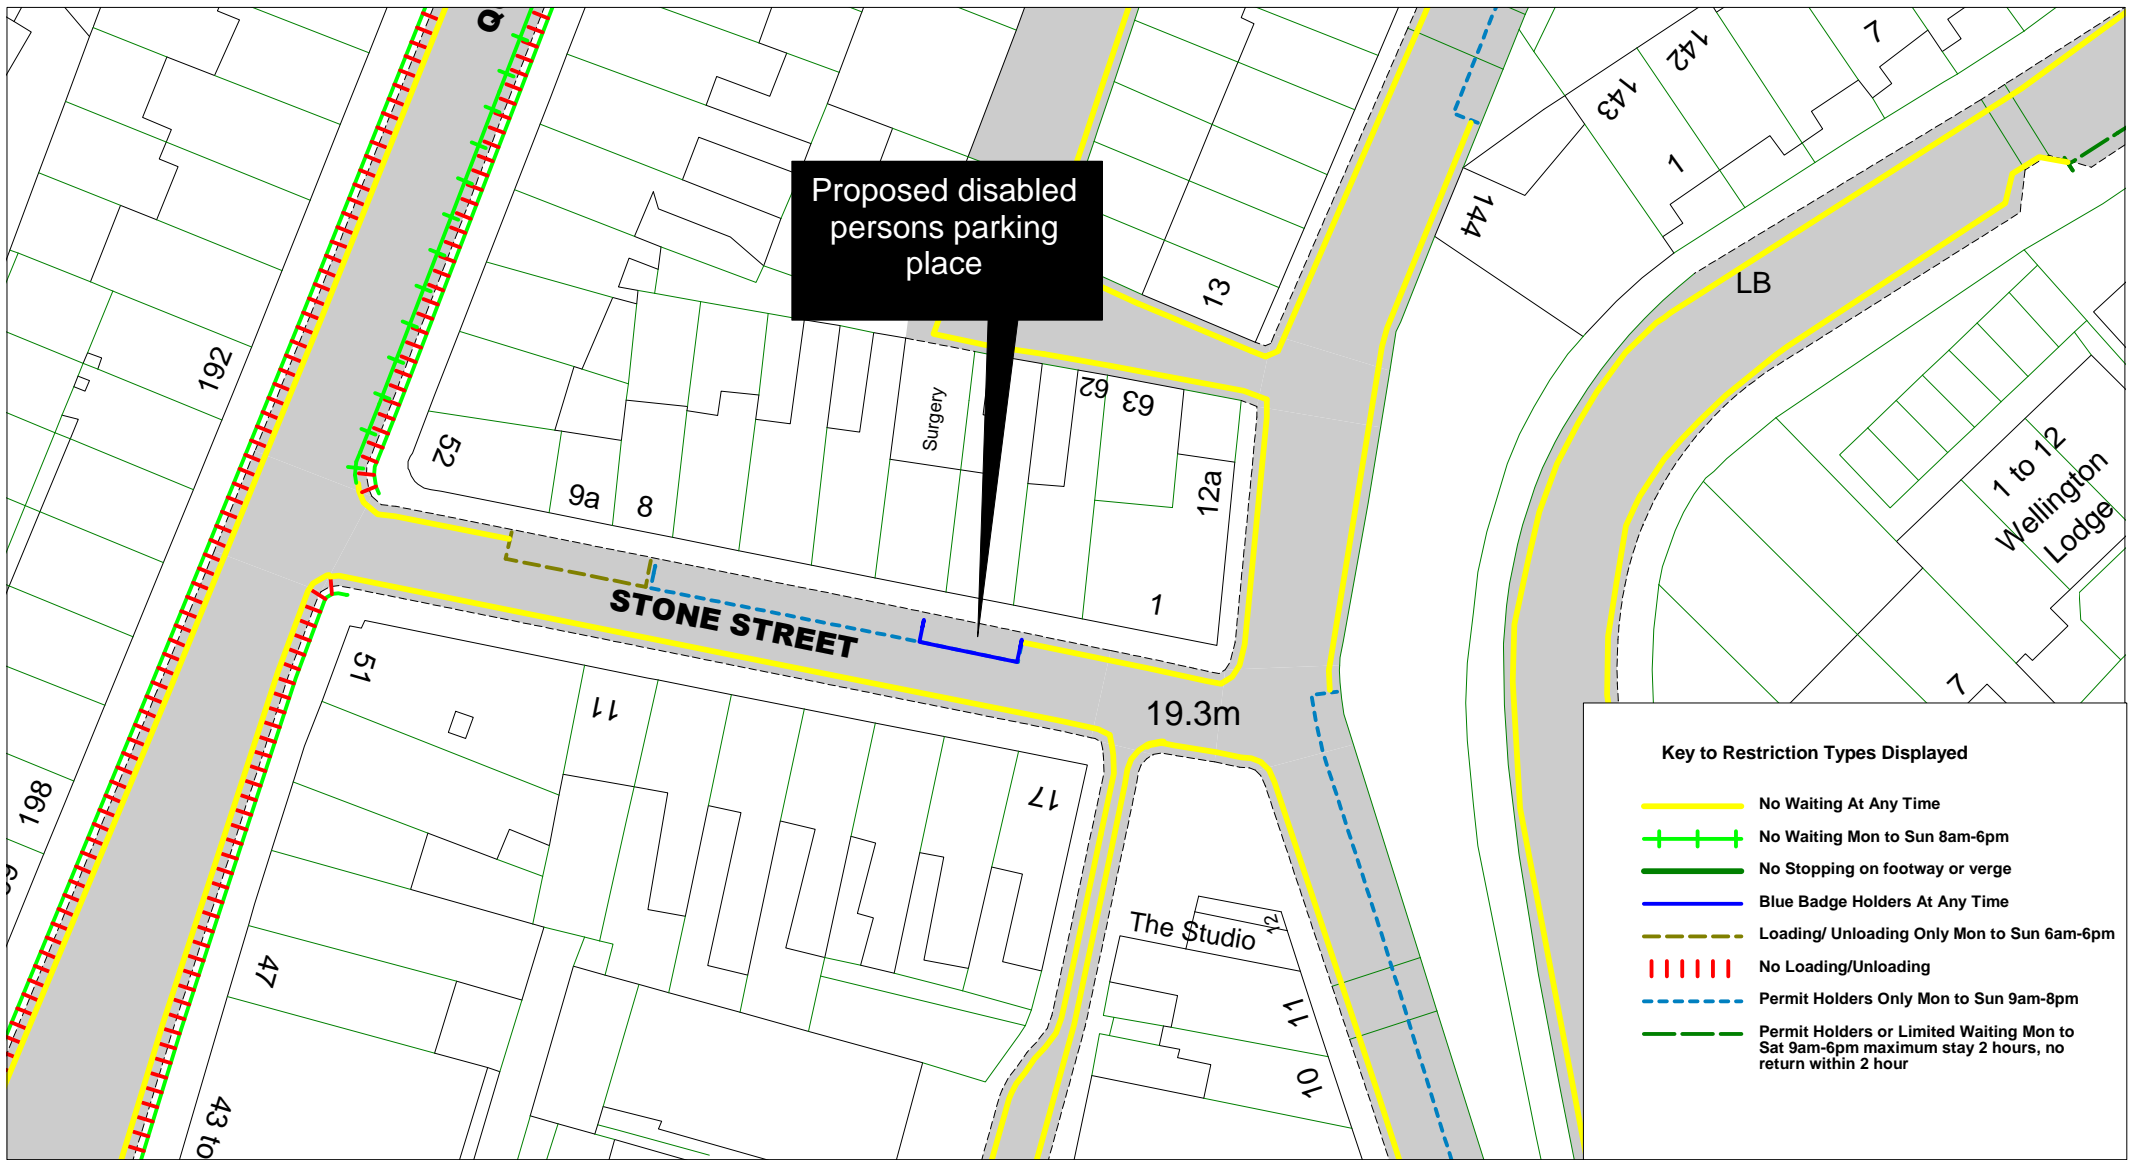 Q
142
7
143
1
144
Proposed disabled
persons parking
place
13
LB
192
62
63
Surgery
52
9a
8
12a
1 to 12
Wellington
Lodge
1
STONE STREET
51
11
19.3m
7
17
198
47
The Studio
12
11
10
43 to
Key to Restriction Types Displayed
No Waiting At Any Time
No Waiting Mon to Sun 8am-6pm
No Stopping on footway or verge
Blue Badge Holders At Any Time
Loading/ Unloading Only Mon to Sun 6am-6pm
No Loading/Unloading
Permit Holders Only Mon to Sun 9am-8pm
Permit Holders or Limited Waiting Mon to
Sat 9am-6pm maximum stay 2 hours, no
return within 2 hour